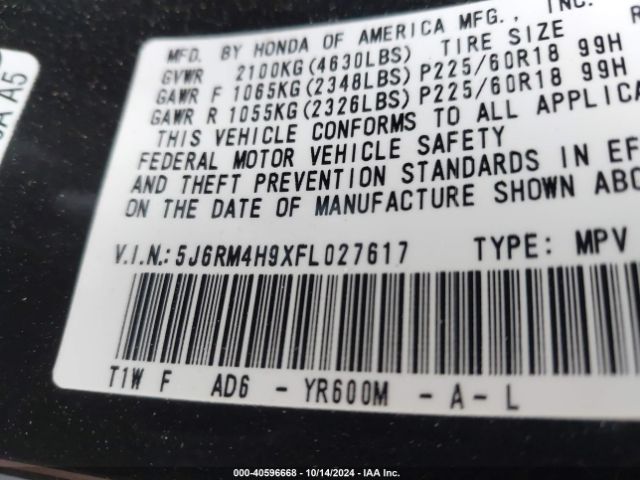 MFD. BY HONDA OF AMERICA MFG., INC.
GVWR 2100KG(4630LBS) TIRE SIZE R
GAWR F 1065KG(2348LBS) P225/60R18 99H
GAWR R 1055KG(2326LBS) P225/60R18 99H
THIS VEHICLE CONFORMS TO ALL APPLICA
FEDERAL MOTOR VEHICLE SAFETY
AND THEFT PREVENTION STANDARDS IN EF
ON THE DATE OF MANUFACTURE SHOWN ABO
V.I.N.: 5J6RM4H9XFL027617 TYPE: MPV
T1W F AD6 - YR600M - A - L
A A5
000-40596668 - 10/14/2024 - IAA Inc.